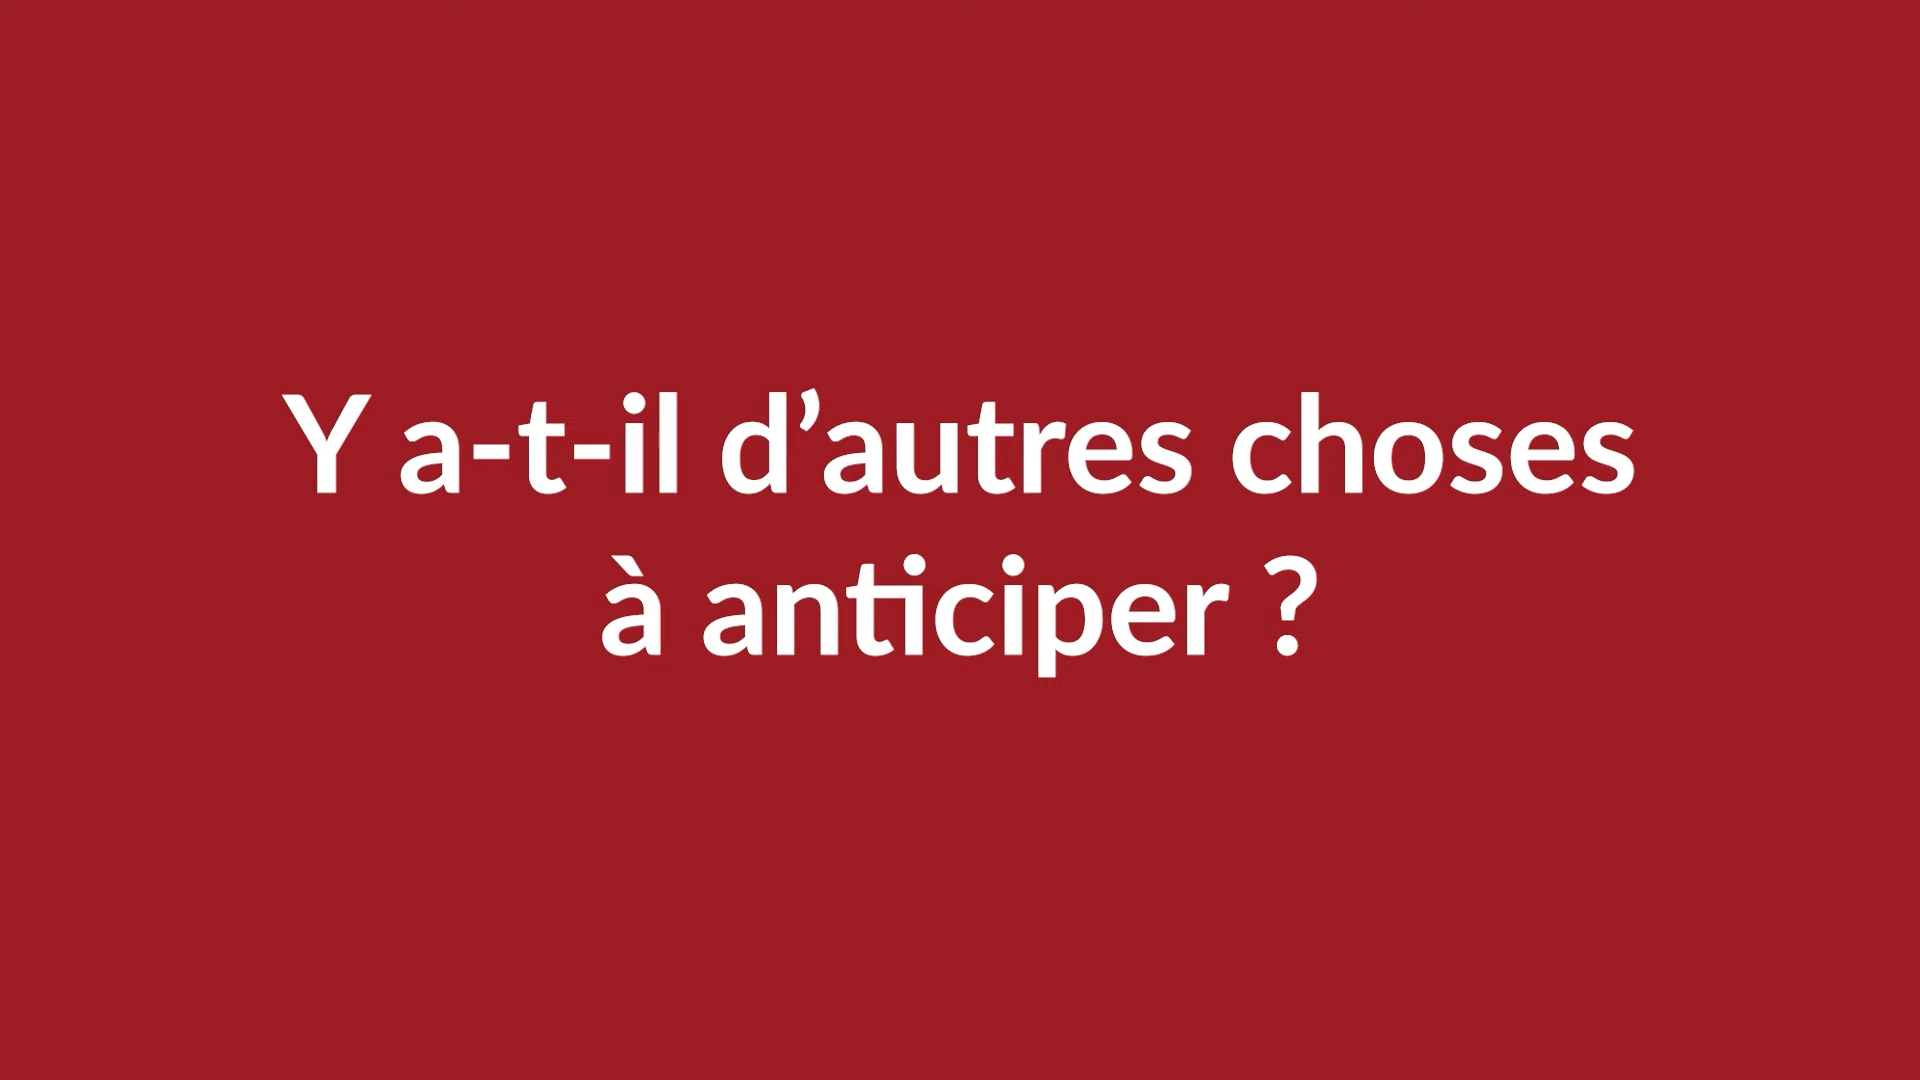 Y a-t-il d’autres choses
à anticiper ?